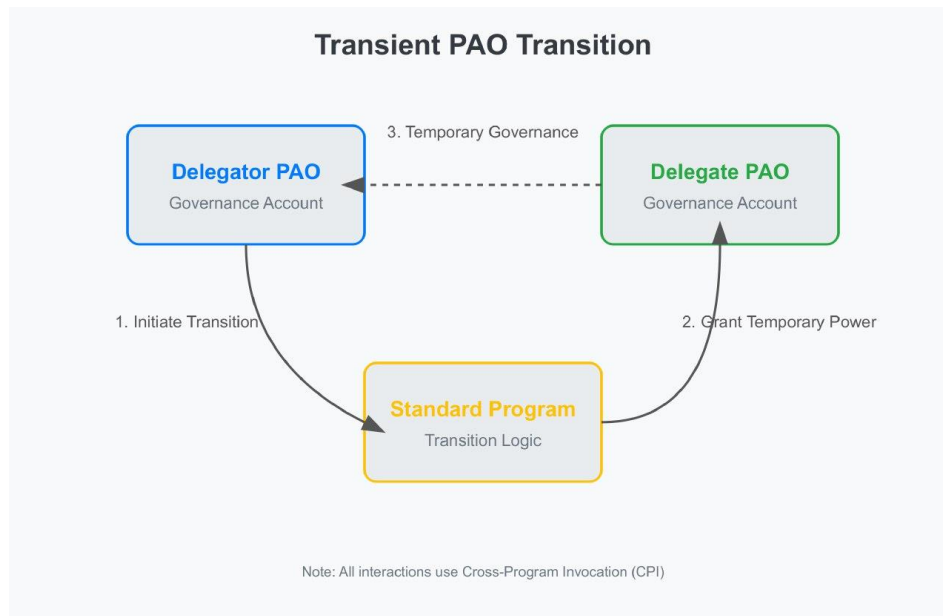 Transient PAO Transition
3. Temporary Governance
Delegator PAO
Governance Account
Delegate PAO
Governance Account
1. Initiate Transition
2. Grant Temporary Power
Standard Program
Transition Logic
Note: All interactions use Cross-Program Invocation (CPI)